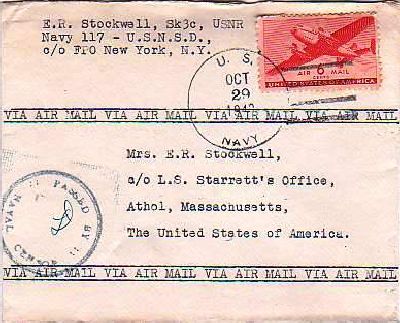 E.R. Stockwell, Sk3c, USNR
Navy 117 - U.S.N.S.D.,
c/o FPO New York, N.Y.
U. S.
OCT
29
NAVY
AIR 6 MAIL
CENTS
UNITED STATES OF AMERICA
VIA AIR MAIL VIA AIR MAIL VIA AIR MAIL VIA AIR MAIL VIA AIR MAIL
Mrs. E.R. Stockwell,
c/o L.S. Starrett's Office,
Athol, Massachusetts,
The United States of America.
PASSED BY
NAVAL
CENSOR
VIA AIR MAIL VIA AIR MAIL VIA AIR MAIL VIA AIR MAIL VIA AIR MAIL